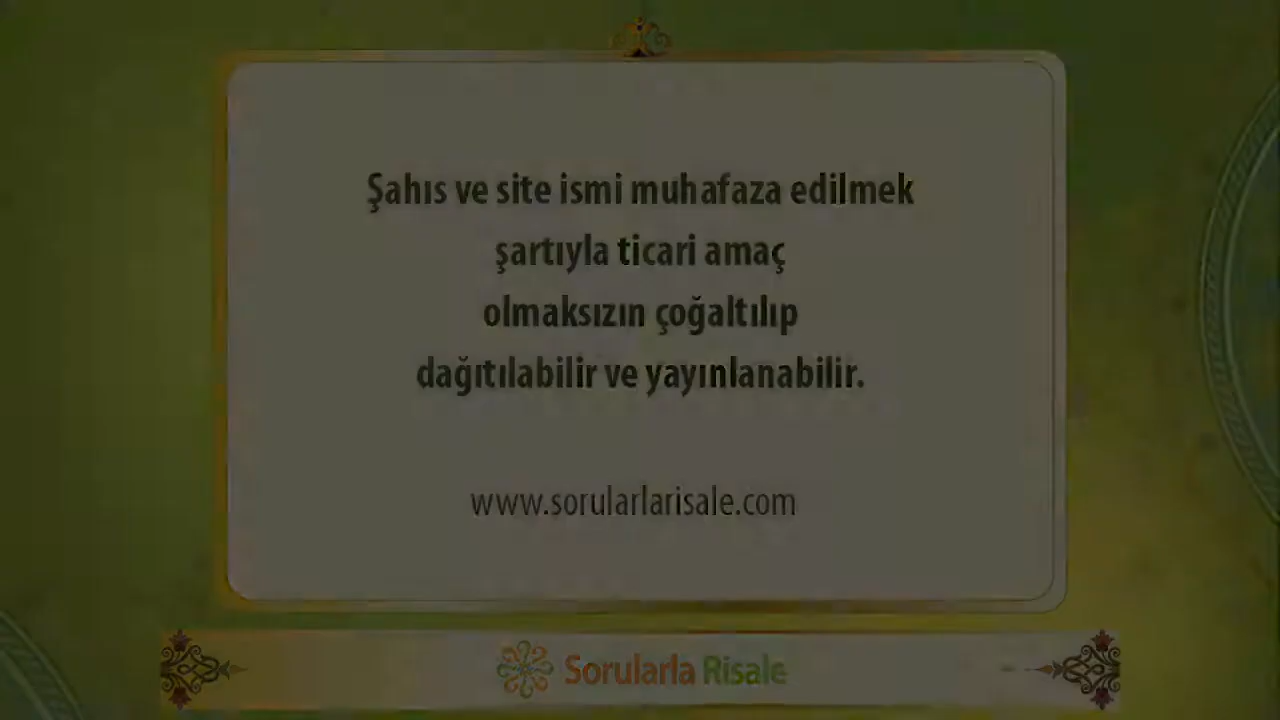 Şahıs ve site ismi muhafaza edilmek
şartıyla ticari amaç
olmaksızın çoğaltılıp
dağıtılabilir ve yayınlanabilir.
www.sorularlarisale.com
Sorularla Risale